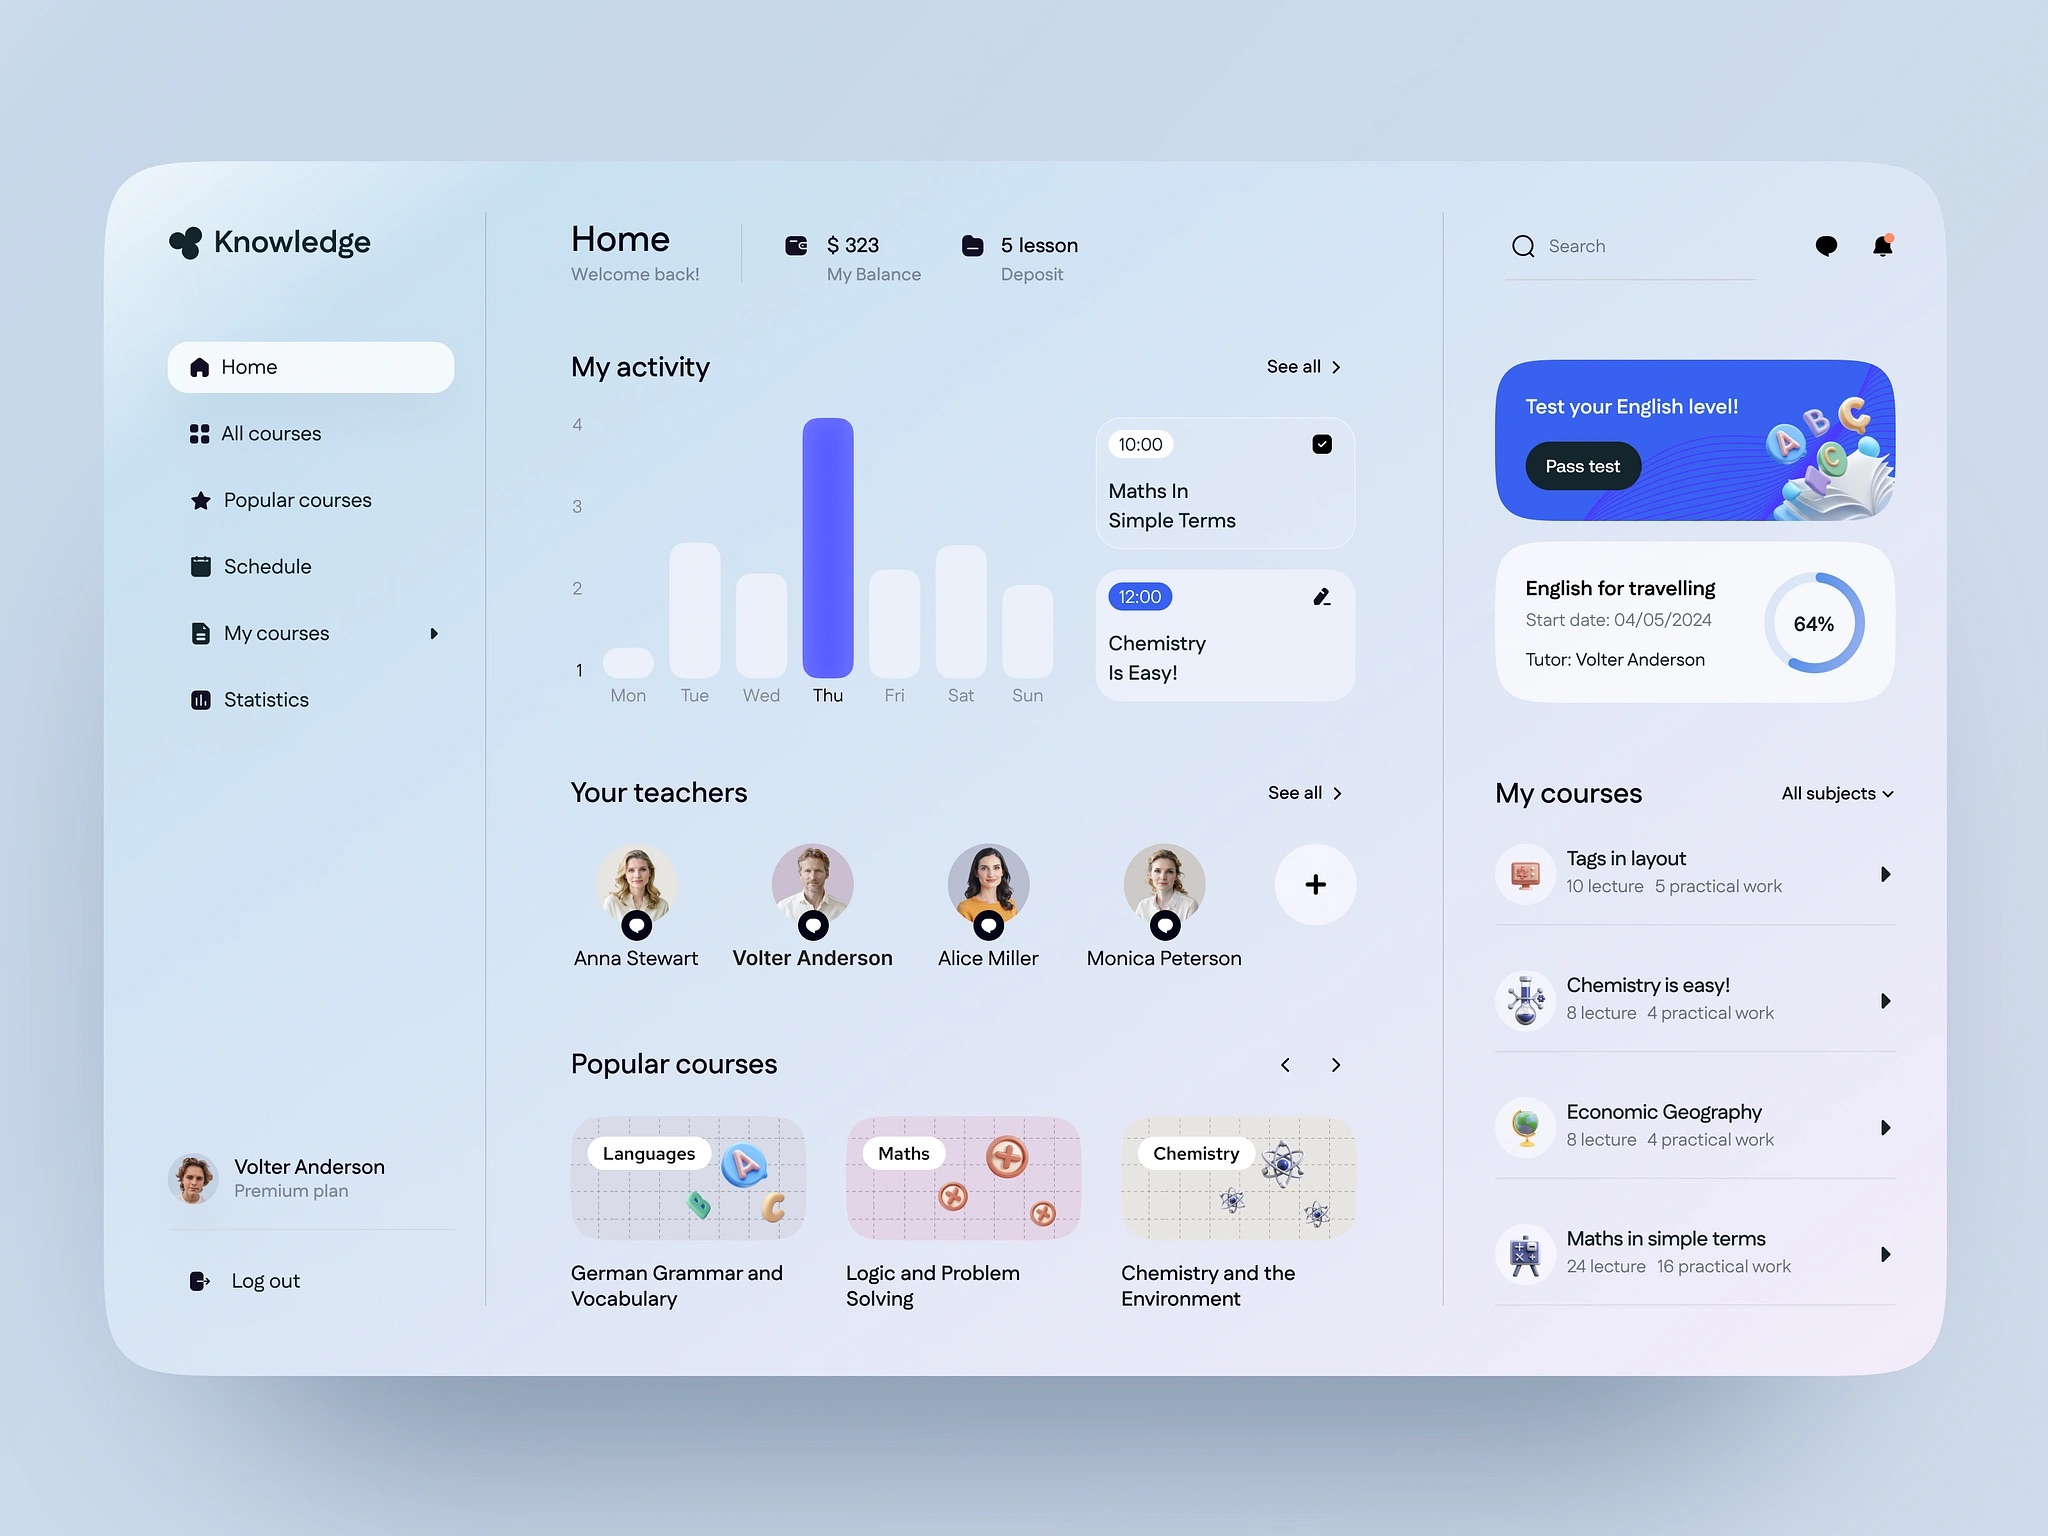 Knowledge
Home
All courses
Popular courses
Schedule
My courses
Statistics
Volter Anderson
Premium plan
Log out
Home
Welcome back!
$ 323
My Balance
5 lesson
Deposit
My activity
See all
4
3
2
1
Mon
Tue
Wed
Thu
Fri
Sat
Sun
10:00
Maths In
Simple Terms
12:00
Chemistry
Is Easy!
Your teachers
See all
Anna Stewart
Volter Anderson
Alice Miller
Monica Peterson
Popular courses
Languages
A
B
C
German Grammar and
Vocabulary
Maths
Logic and Problem
Solving
Chemistry
Chemistry and the
Environment
Search
Test your English level!
Pass test
A
B
C
C
English for travelling
Start date: 04/05/2024
Tutor: Volter Anderson
64%
My courses
All subjects
Tags in layout
10 lecture 5 practical work
Chemistry is easy!
8 lecture 4 practical work
Economic Geography
8 lecture 4 practical work
Maths in simple terms
24 lecture 16 practical work